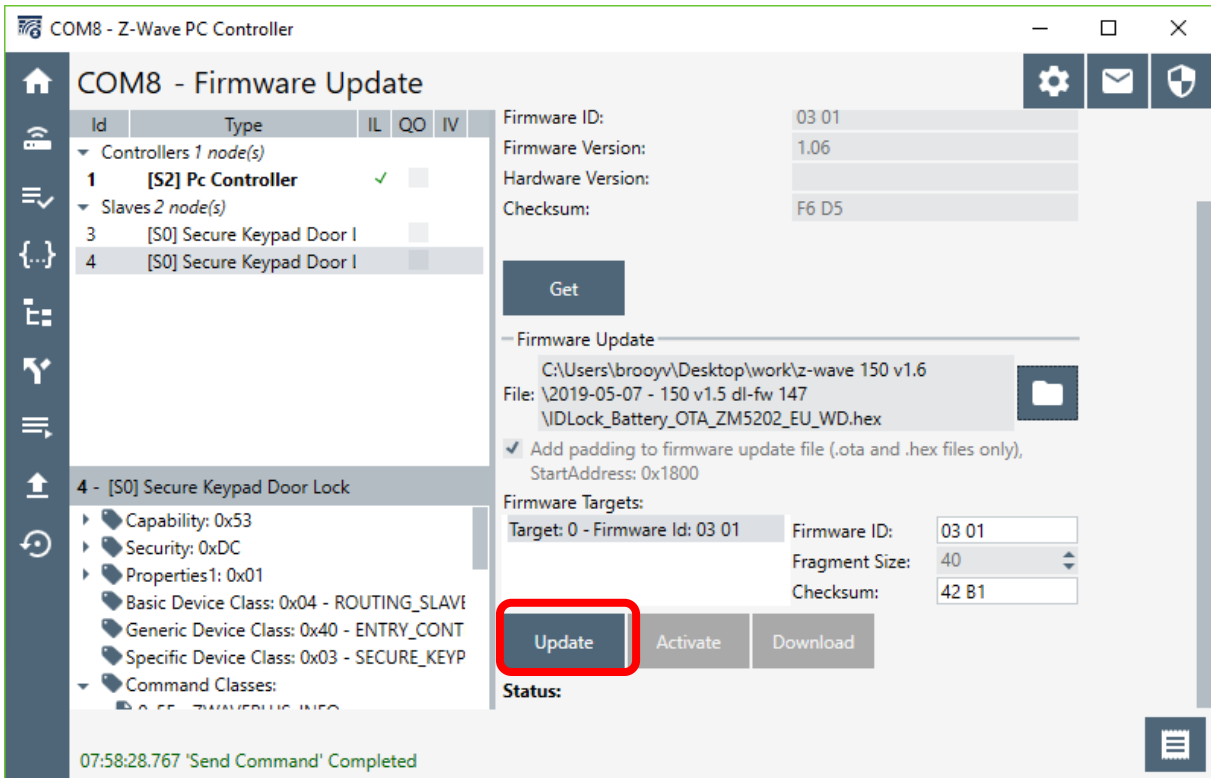 COM8 - Z-Wave PC Controller
COM8 - Firmware Update
Id Type IL QO IV
Controllers 1 node(s)
1 [S2] Pc Controller
Slaves 2 node(s)
3 [S0] Secure Keypad Door l
4 [S0] Secure Keypad Door l
4 - [S0] Secure Keypad Door Lock
Capability: 0x53
Security: 0xDC
Properties1: 0x01
Basic Device Class: 0x04 - ROUTING_SLAVE
Generic Device Class: 0x40 - ENTRY_CONT
Specific Device Class: 0x03 - SECURE_KEYP
Command Classes:
Firmware ID: 03 01
Firmware Version: 1.06
Hardware Version:
Checksum: F6 D5
Get
Firmware Update
C:\Users\brooyv\Desktop\work\z-wave 150 v1.6
File: \2019-05-07 - 150 v1.5 dl-fw 147
\IDLock_Battery_OTA_ZM5202_EU_WD.hex
Add padding to firmware update file (.ota and .hex files only),
StartAddress: 0x1800
Firmware Targets:
Target: 0 - Firmware Id: 03 01
Firmware ID: 03 01
Fragment Size: 40
Checksum: 42 B1
Update Activate Download
Status:
07:58:28.767 'Send Command' Completed